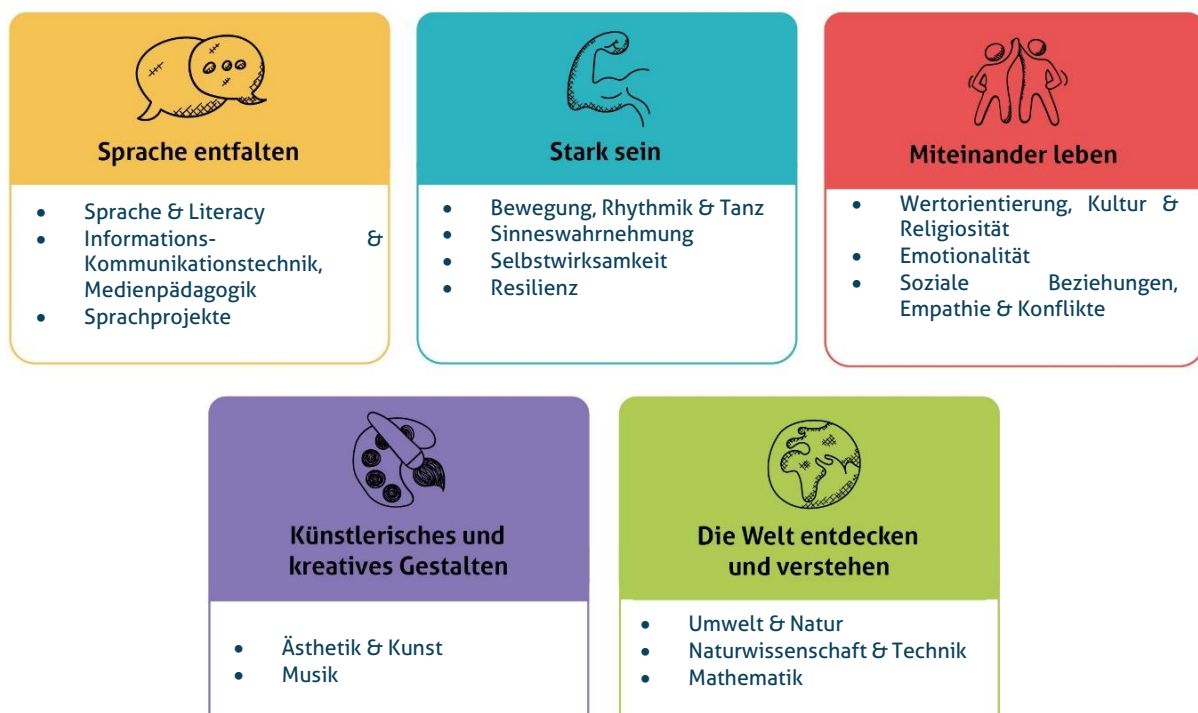 Sprache entfalten
• Sprache & Literacy
• Informations- &
Kommunikationstechnik,
Medienpädagogik
• Sprachprojekte
Stark sein
• Bewegung, Rhythmik & Tanz
• Sinneswahrnehmung
• Selbstwirksamkeit
• Resilienz
Miteinander leben
• Wertorientierung, Kultur &
Religiosität
• Emotionalität
• Soziale Beziehungen,
Empathie & Konflikte
Künstlerisches und
kreatives Gestalten
• Ästhetik & Kunst
• Musik
Die Welt entdecken
und verstehen
• Umwelt & Natur
• Naturwissenschaft & Technik
• Mathematik